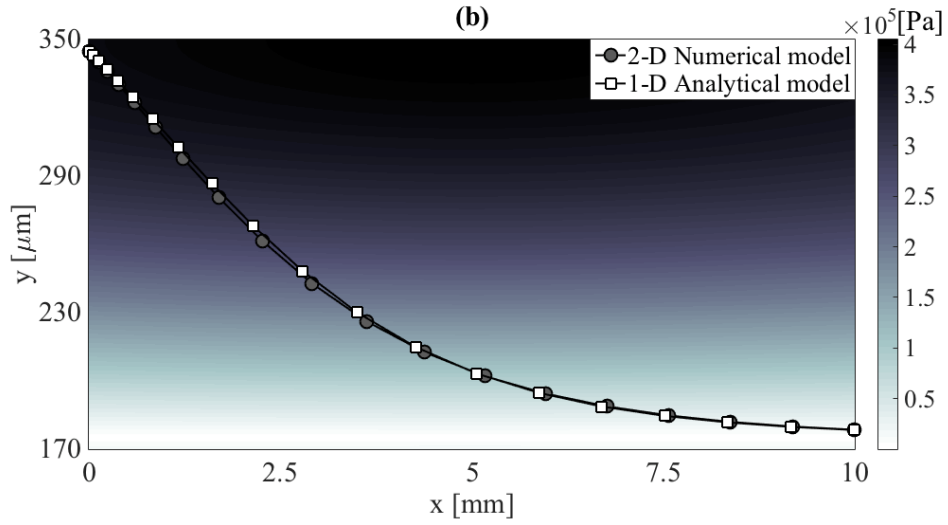 (b)
×10⁵[Pa]
350
290
230
170
y [μm]
2-D Numerical model
1-D Analytical model
4
3.5
3
2.5
2
1.5
1
0.5
0
2.5
5
7.5
10
x [mm]